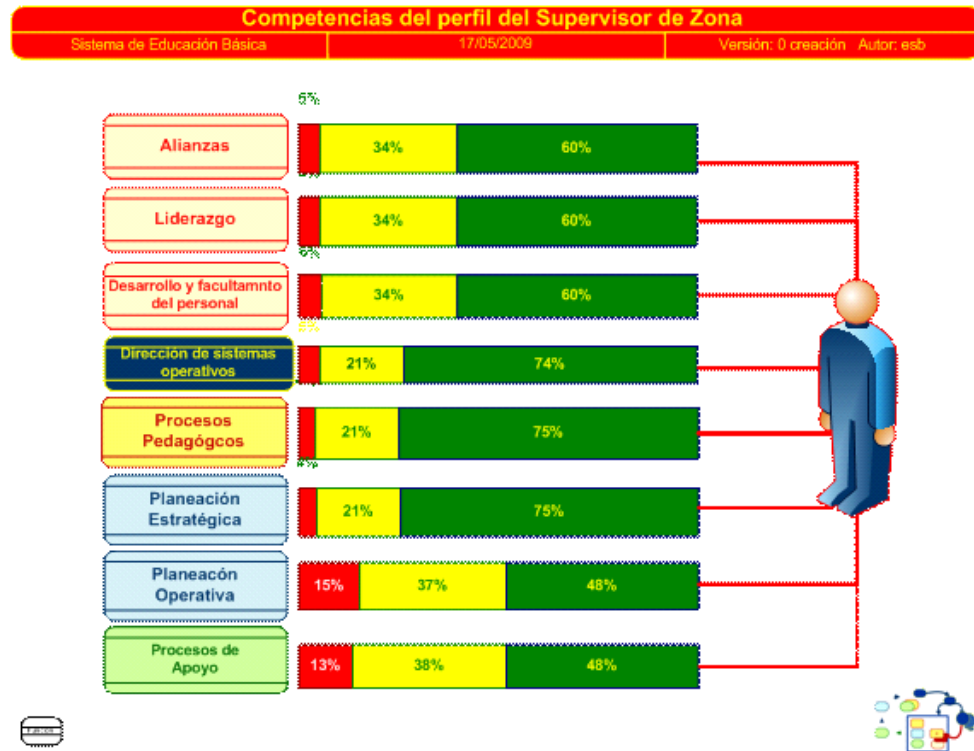 Competencias del perfil del Supervisor de Zona
Sistema de Educación Básica
17/05/2009
Versión: 0 creación Autor: esb
Alianzas
34%
60%
Liderazgo
34%
60%
Desarrollo y facultamnto
del personal
34%
60%
Dirección de sistemas
operativos
21%
74%
Procesos
Pedagógcos
21%
75%
Planeación
Estratégica
21%
75%
Planeacón
Operativa
15%
37%
48%
Procesos de
Apoyo
13%
38%
48%